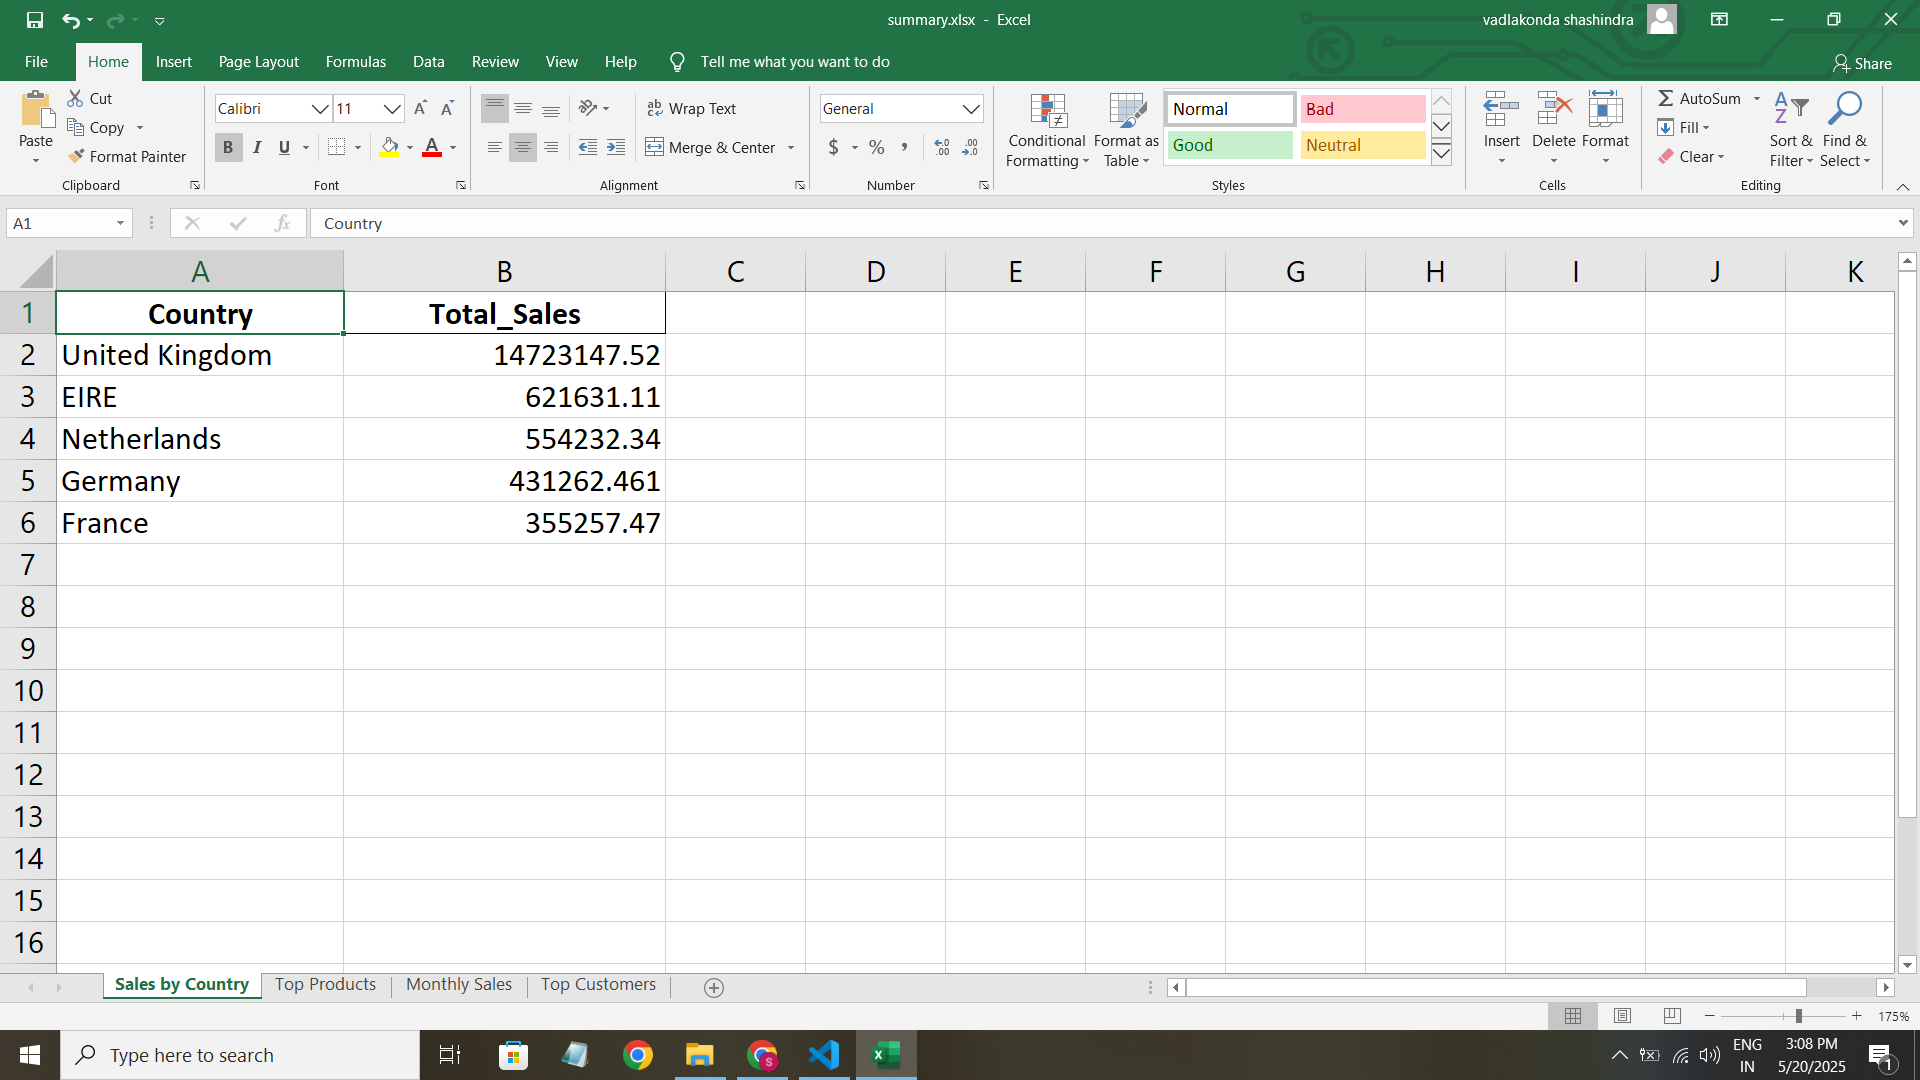 summary.xlsx - Excel
vadlakonda shashindra
File Home Insert Page Layout Formulas Data Review View Help Tell me what you want to do
Share
Paste
Cut
Copy
Format Painter
Clipboard
Calibri 11
B I U A
Font
Wrap Text
Merge & Center
Alignment
General
$ % ,
Number
Conditional Formatting
Format as Table
Normal Bad
Good Neutral
Styles
Insert Delete Format
Cells
AutoSum
Fill
Clear
Sort & Filter
Find & Select
Editing
A1 fx Country
A B C D E F G H I J K
1 Country Total_Sales
2 United Kingdom 14723147.52
3 EIRE 621631.11
4 Netherlands 554232.34
5 Germany 431262.461
6 France 355257.47
7
8
9
10
11
12
13
14
15
16
Sales by Country Top Products Monthly Sales Top Customers
175%
Type here to search
ENG
IN
3:08 PM
5/20/2025
1